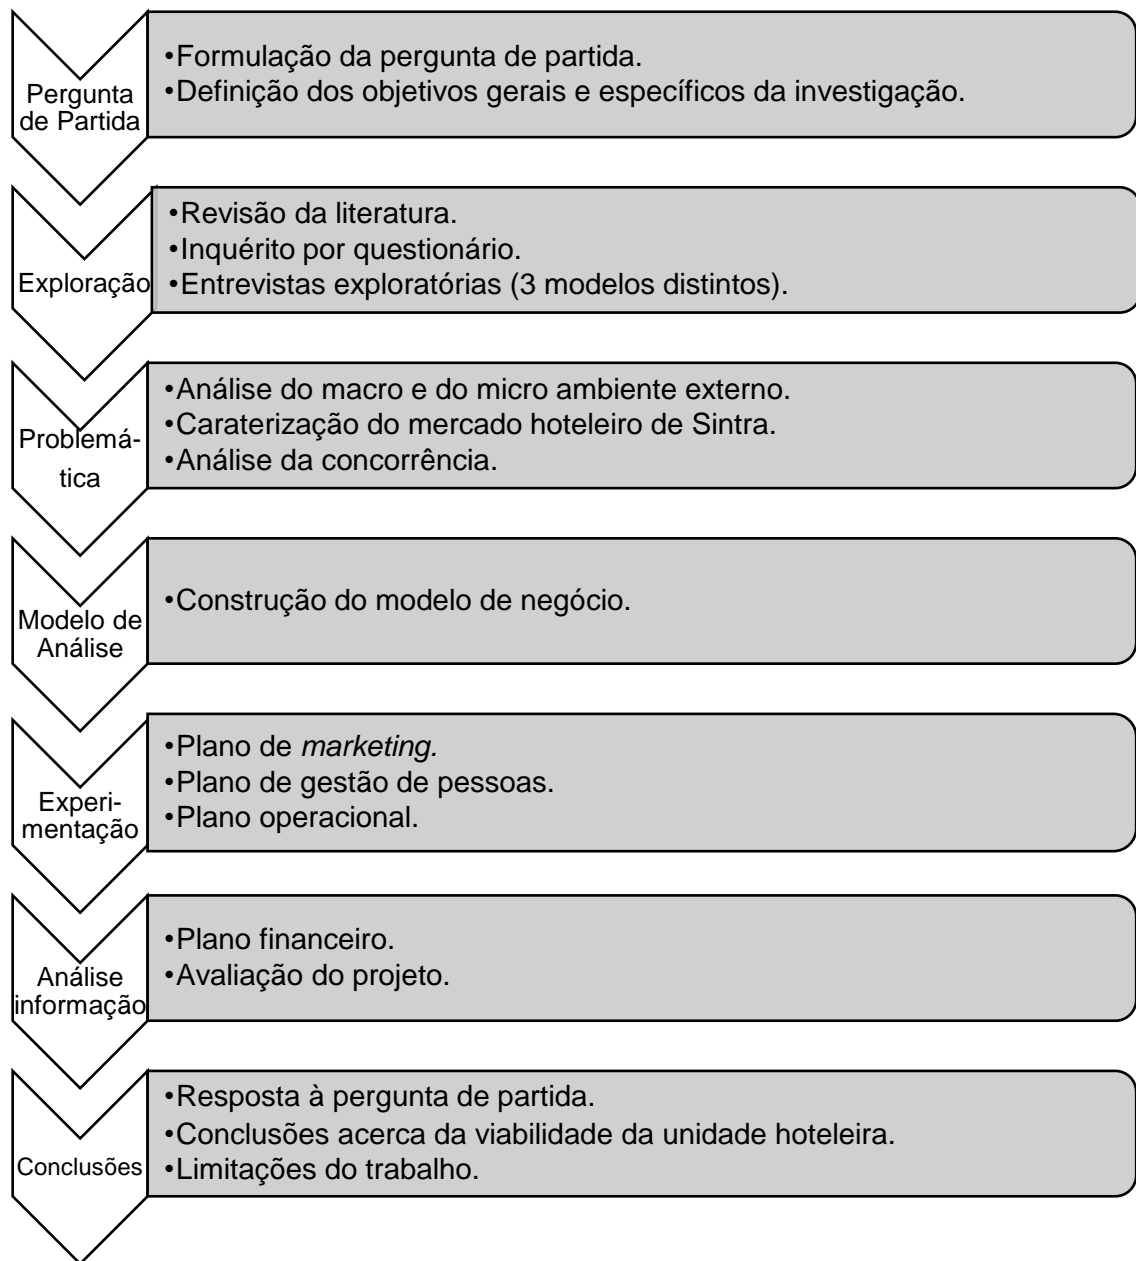 Pergunta
de Partida
•Formulação da pergunta de partida.
•Definição dos objetivos gerais e específicos da investigação.
Exploração
•Revisão da literatura.
•Inquérito por questionário.
•Entrevistas exploratórias (3 modelos distintos).
Problemá-
tica
•Análise do macro e do micro ambiente externo.
•Caraterização do mercado hoteleiro de Sintra.
•Análise da concorrência.
Modelo de
Análise
•Construção do modelo de negócio.
Experi-
mentação
•Plano de marketing.
•Plano de gestão de pessoas.
•Plano operacional.
Análise
informação
•Plano financeiro.
•Avaliação do projeto.
Conclusões
•Resposta à pergunta de partida.
•Conclusões acerca da viabilidade da unidade hoteleira.
•Limitações do trabalho.